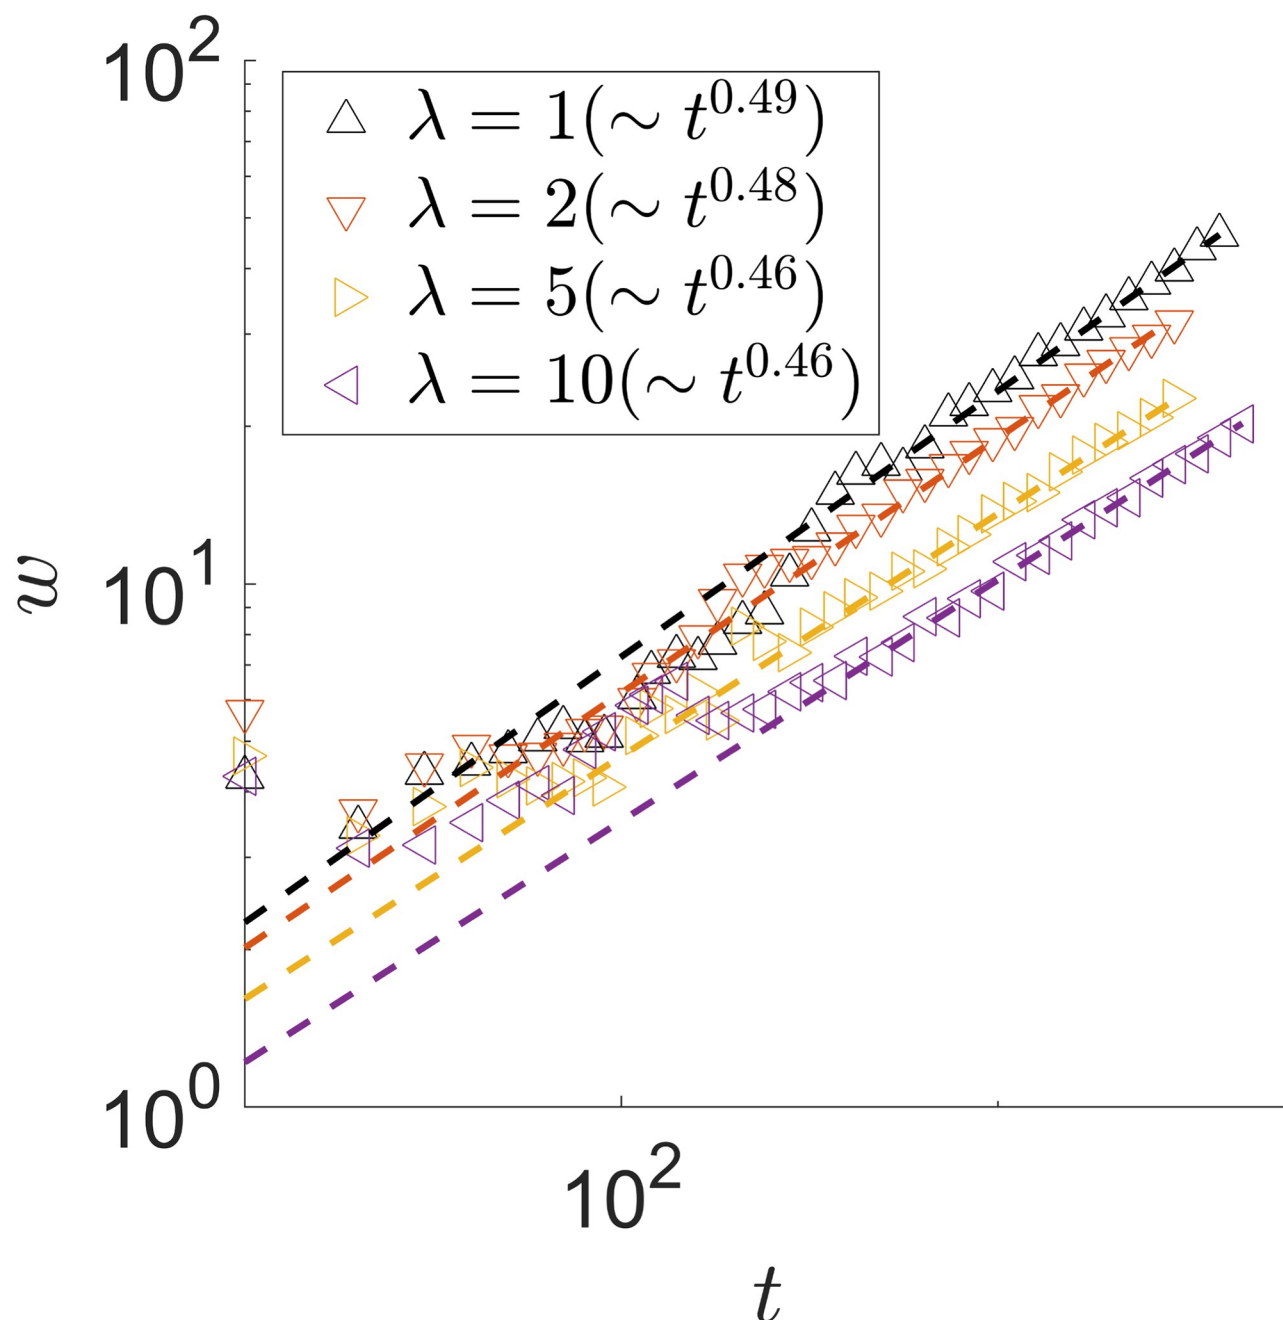 10^2
λ = 1(∼ t^0.49)
λ = 2(∼ t^0.48)
λ = 5(∼ t^0.46)
λ = 10(∼ t^0.46)
w
10^1
10^0
10^2
t